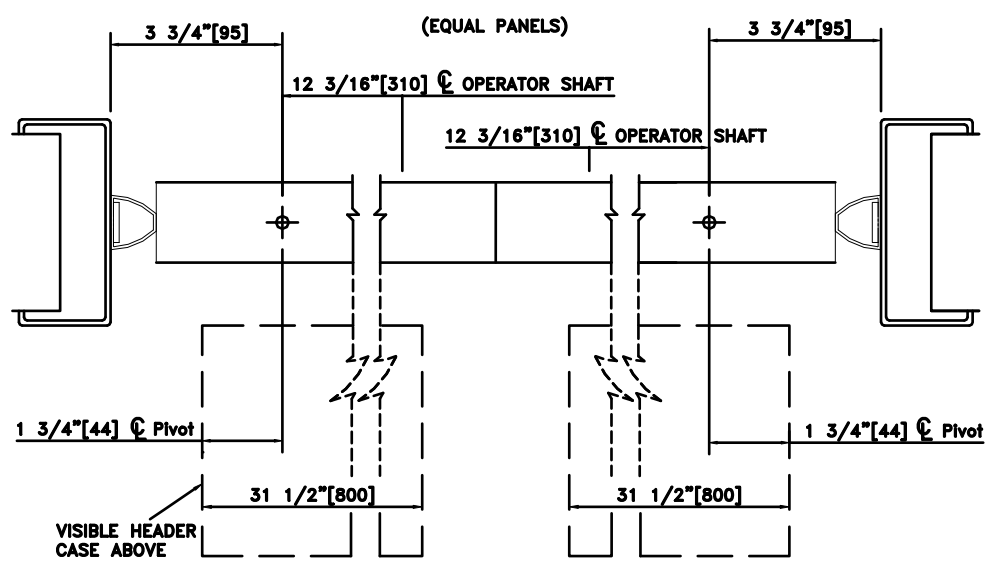 (EQUAL PANELS)
3 3/4"[95]
3 3/4"[95]
12 3/16"[310] ℄ OPERATOR SHAFT
12 3/16"[310] ℄ OPERATOR SHAFT
1 3/4"[44] ℄ Pivot
1 3/4"[44] ℄ Pivot
31 1/2"[800]
31 1/2"[800]
VISIBLE HEADER
CASE ABOVE